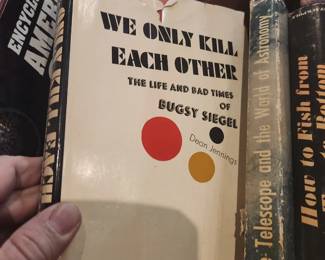 ENCYCLO
AMER
WE ONLY KILL
EACH OTHER
THE LIFE AND BAD TIMES
OF
BUGSY SIEGEL
Dean Jennings
Telescope and the World of Astronomy
How to Fish from
Bottom